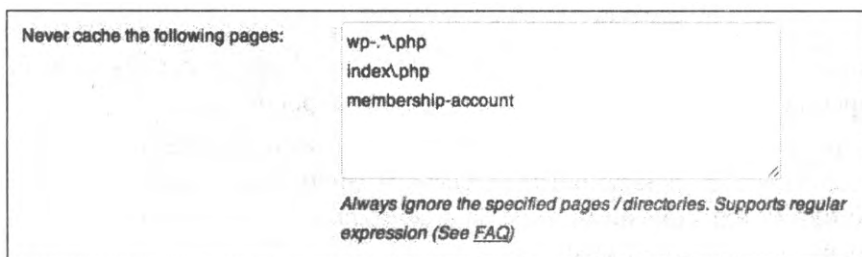 Never cache the following pages:
wp-.*\.php
index\.php
membership-account
Always ignore the specified pages / directories. Supports regular
expression (See FAQ)